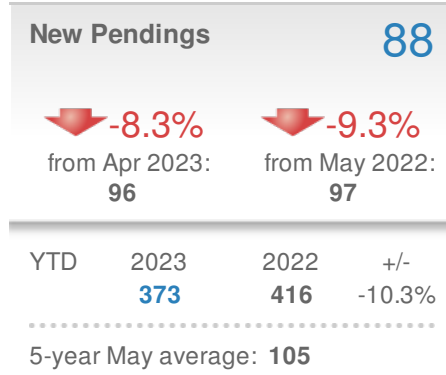 New Pendings 88
-8.3% -9.3%
from Apr 2023: from May 2022:
96 97
YTD 2023 2022 +/-
373 416 -10.3%
5-year May average: 105